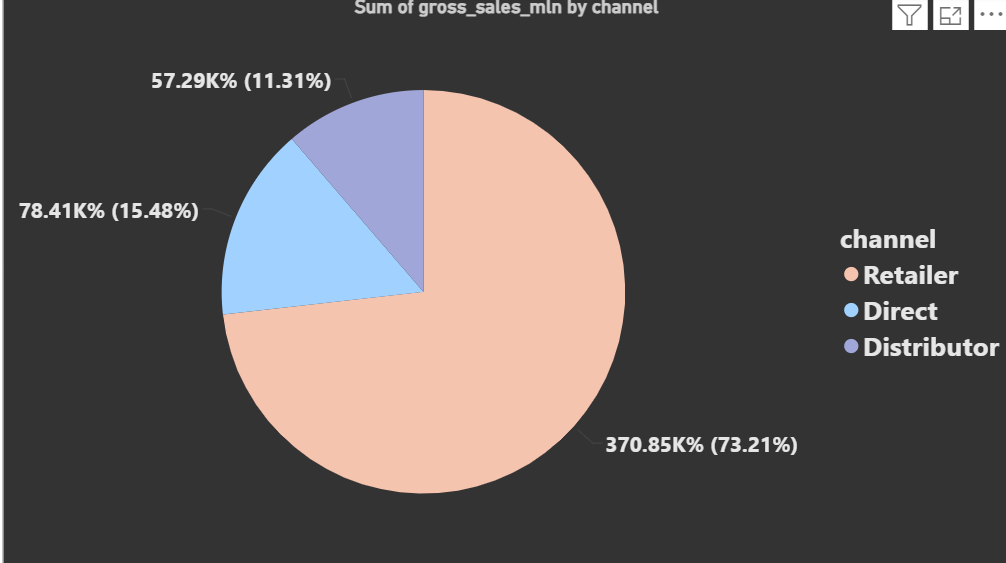 Sum of gross_sales_mln by channel
57.29K% (11.31%)
78.41K% (15.48%)
channel
Retailer
Direct
Distributor
370.85K% (73.21%)